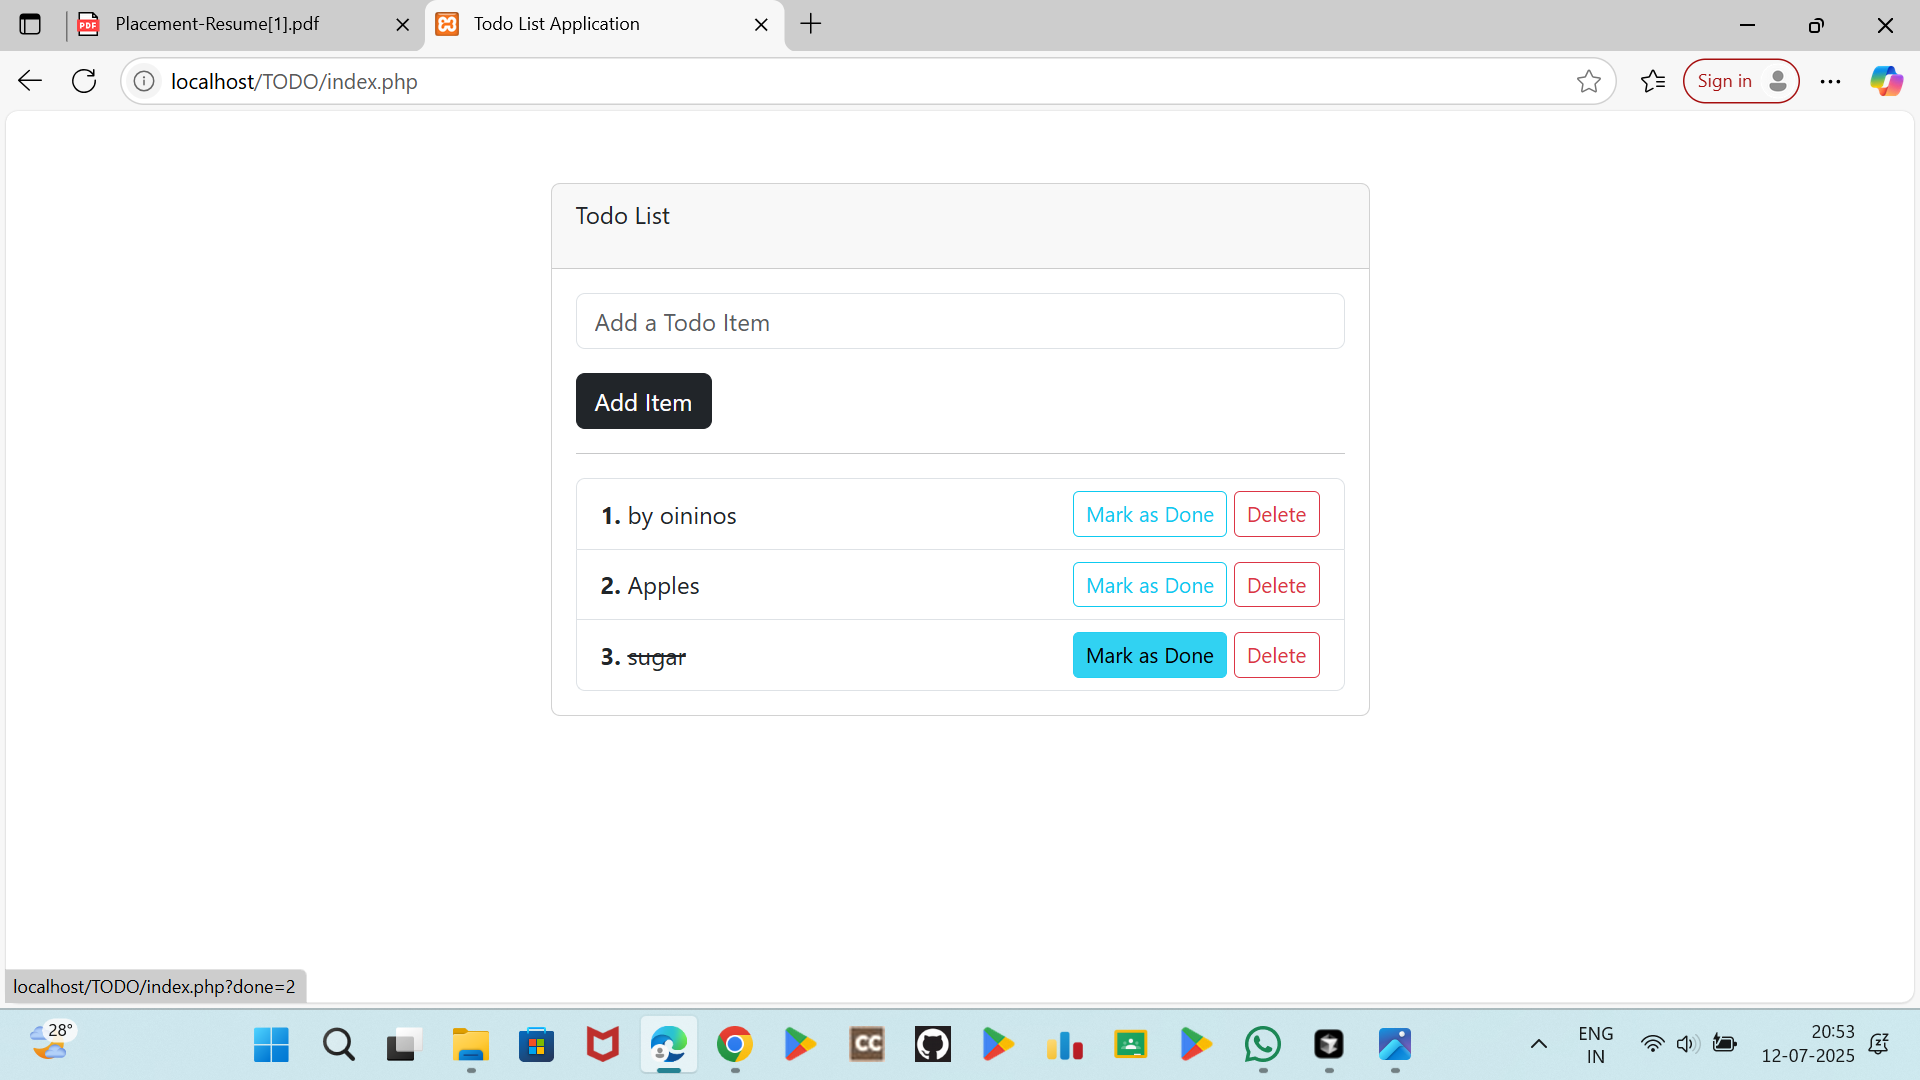 Placement-Resume[1].pdf
Todo List Application
localhost/TODO/index.php
Sign in
Todo List
Add a Todo Item
Add Item
1. by oininos Mark as Done Delete
2. Apples Mark as Done Delete
3. sugar Mark as Done Delete
localhost/TODO/index.php?done=2
28°
CC
ENG
IN
20:53
12-07-2025